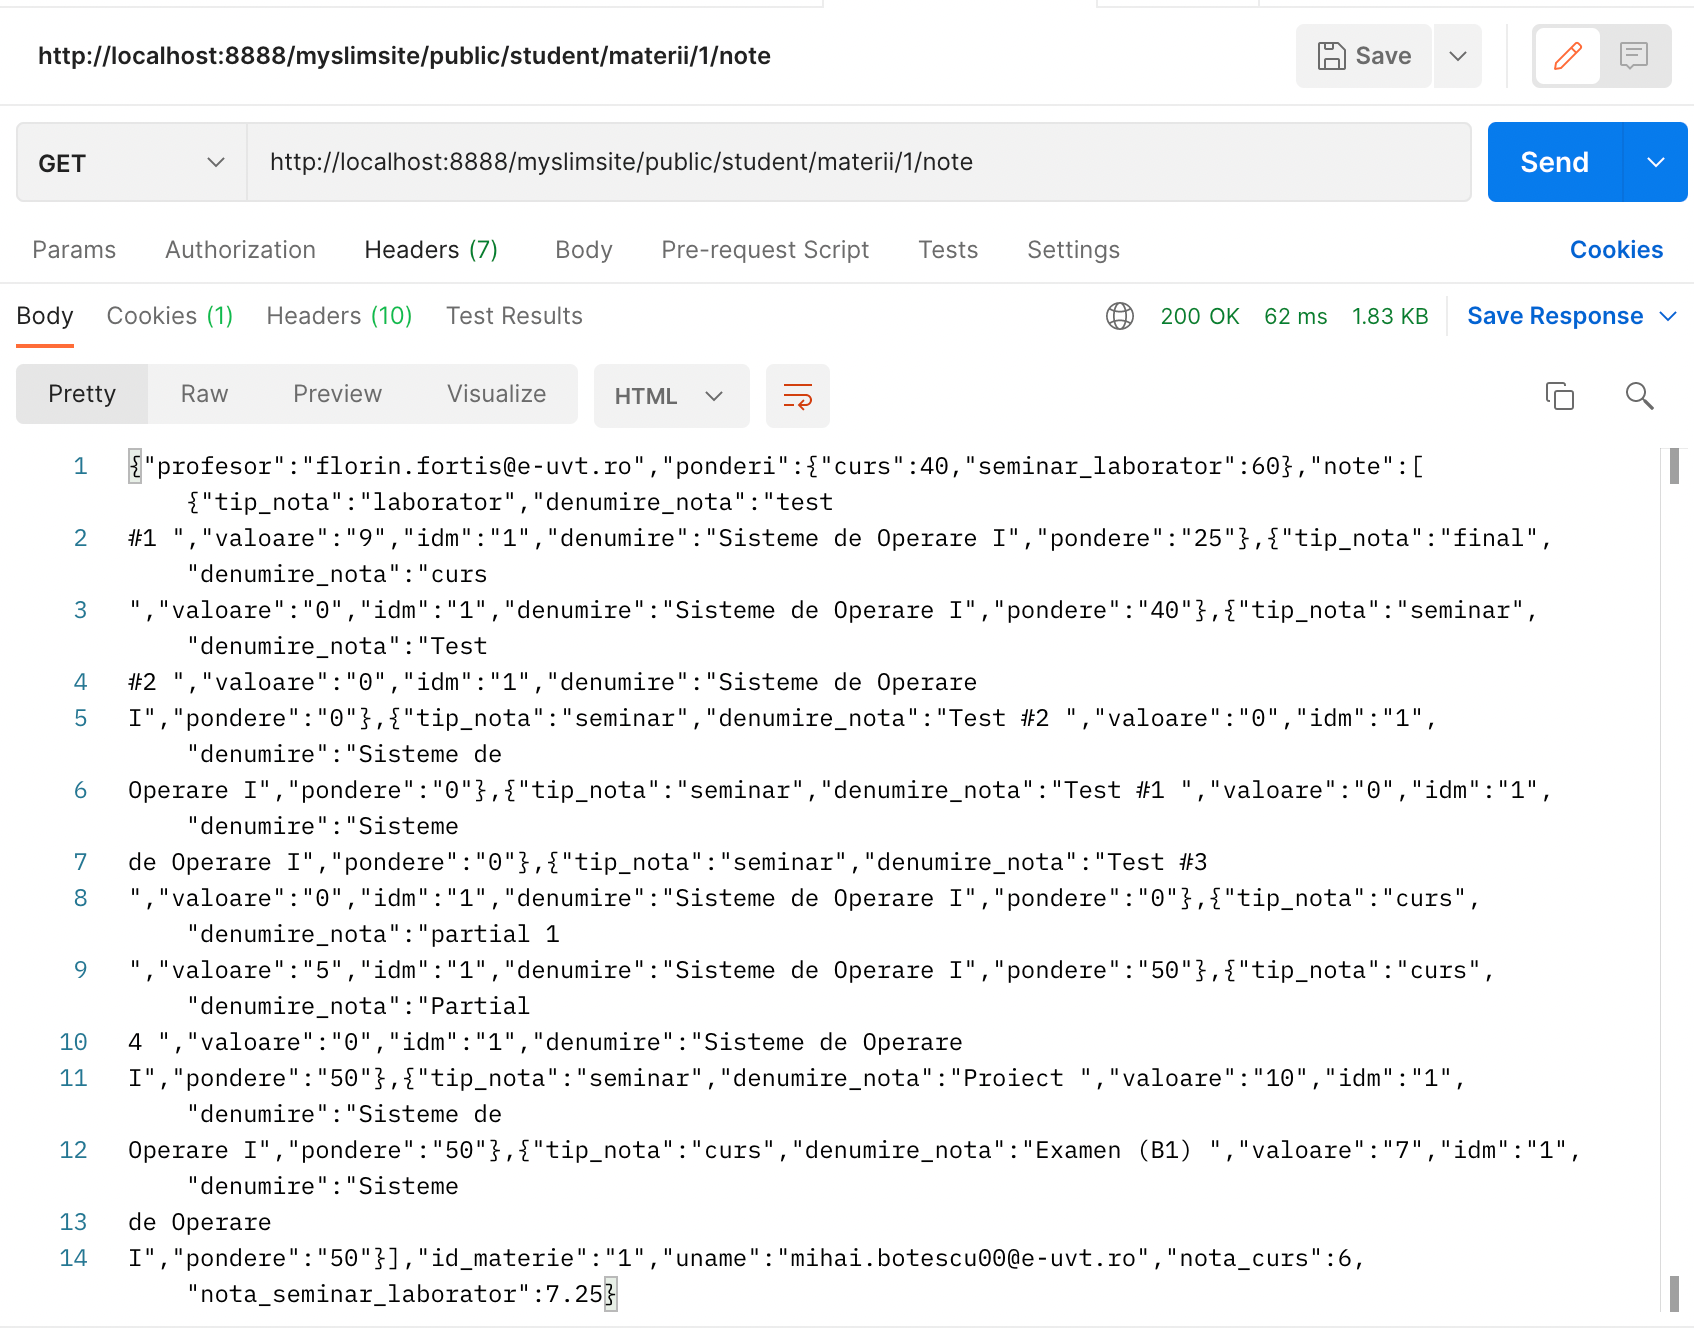 http://localhost:8888/myslimsite/public/student/materii/1/note
Save
GET
http://localhost:8888/myslimsite/public/student/materii/1/note
Send
Params Authorization Headers (7) Body Pre-request Script Tests Settings Cookies
Body Cookies (1) Headers (10) Test Results 200 OK 62 ms 1.83 KB Save Response
Pretty Raw Preview Visualize HTML
1 {"profesor":"florin.fortis@e-uvt.ro","ponderi":{"curs":40,"seminar_laborator":60},"note":[
{"tip_nota":"laborator","denumire_nota":"test
2 #1 ","valoare":"9","idm":"1","denumire":"Sisteme de Operare I","pondere":"25"},{"tip_nota":"final",
"denumire_nota":"curs
3 ","valoare":"0","idm":"1","denumire":"Sisteme de Operare I","pondere":"40"},{"tip_nota":"seminar",
"denumire_nota":"Test
4 #2 ","valoare":"0","idm":"1","denumire":"Sisteme de Operare
5 I","pondere":"0"},{"tip_nota":"seminar","denumire_nota":"Test #2 ","valoare":"0","idm":"1",
"denumire":"Sisteme de
6 Operare I","pondere":"0"},{"tip_nota":"seminar","denumire_nota":"Test #1 ","valoare":"0","idm":"1",
"denumire":"Sisteme
7 de Operare I","pondere":"0"},{"tip_nota":"seminar","denumire_nota":"Test #3
8 ","valoare":"0","idm":"1","denumire":"Sisteme de Operare I","pondere":"0"},{"tip_nota":"curs",
"denumire_nota":"partial 1
9 ","valoare":"5","idm":"1","denumire":"Sisteme de Operare I","pondere":"50"},{"tip_nota":"curs",
"denumire_nota":"Partial
10 4 ","valoare":"0","idm":"1","denumire":"Sisteme de Operare
11 I","pondere":"50"},{"tip_nota":"seminar","denumire_nota":"Proiect ","valoare":"10","idm":"1",
"denumire":"Sisteme de
12 Operare I","pondere":"50"},{"tip_nota":"curs","denumire_nota":"Examen (B1) ","valoare":"7","idm":"1",
"denumire":"Sisteme
13 de Operare
14 I","pondere":"50"}],"id_materie":"1","uname":"mihai.botescu00@e-uvt.ro","nota_curs":6,
"nota_seminar_laborator":7.25}